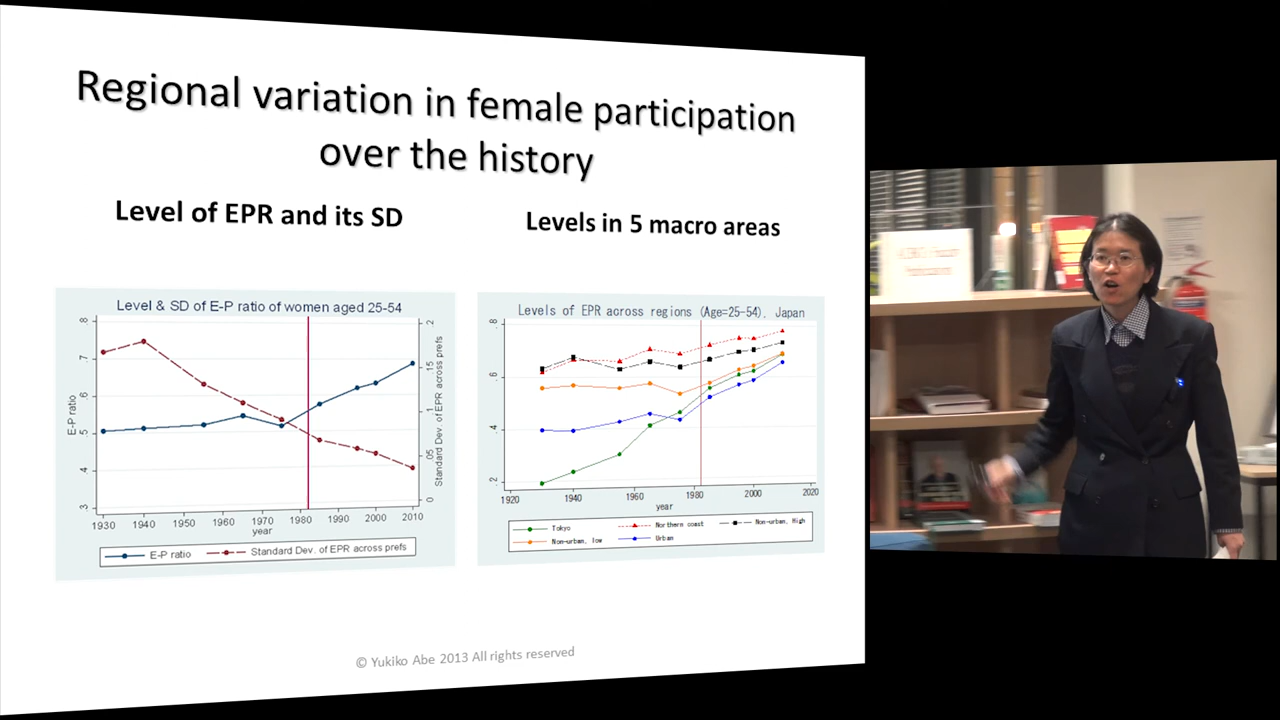 Regional variation in female participation
over the history
Level of EPR and its SD
Levels in 5 macro areas
Level & SD of E-P ratio of women aged 25-54
.8
.7
.6
.5
.4
.3
E-P ratio
.2
.15
.1
.05
0
Standard Dev. of EPR across prefs
1930 1940 1950 1960 1970 1980 1990 2000 2010
year
E-P ratio
Standard Dev. of EPR across prefs
Levels of EPR across regions (Age=25-54), Japan
.8
.6
.4
.2
1920 1940 1960 1980 2000 2020
year
Tokyo
Northern coast
Non-urban, High
Non-urban, low
Urban
© Yukiko Abe 2013 All rights reserved